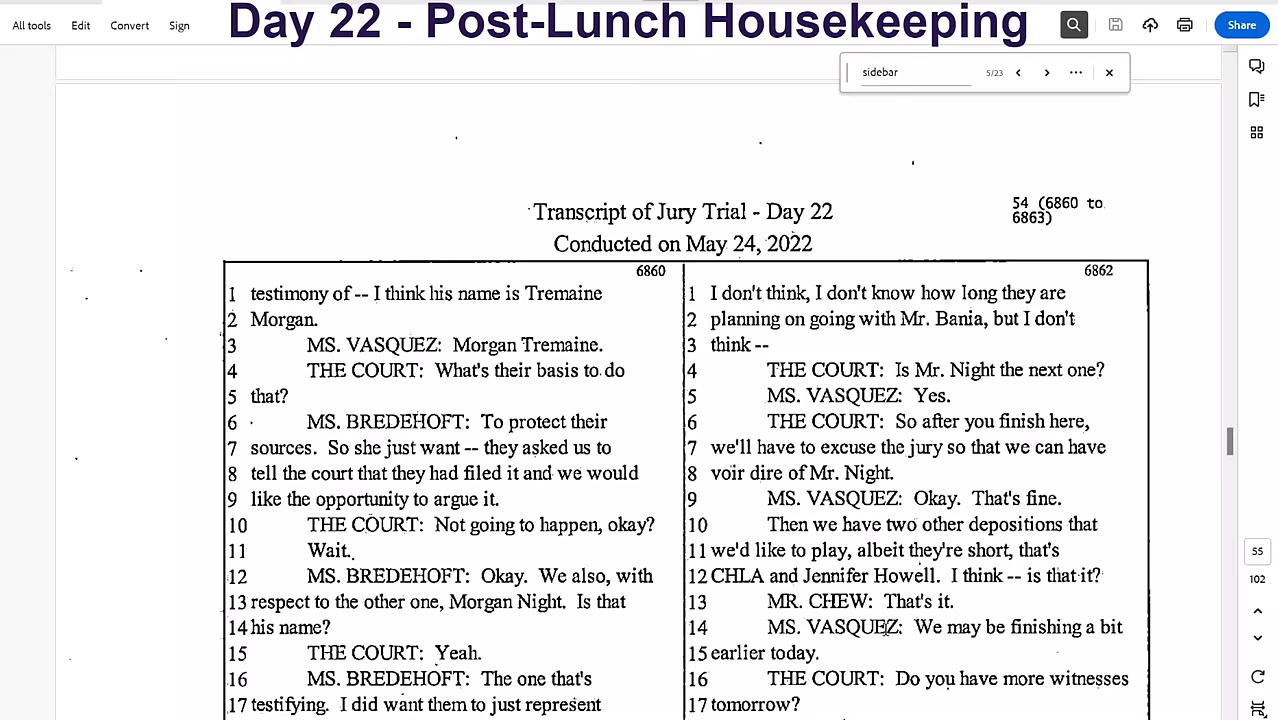 Day 22 - Post-Lunch Housekeeping
All tools Edit Convert Sign
Share
sidebar 5/23
Transcript of Jury Trial - Day 22
Conducted on May 24, 2022
54 (6860 to
6863)
6860
1 testimony of -- I think his name is Tremaine
2 Morgan.
3 MS. VASQUEZ: Morgan Tremaine.
4 THE COURT: What's their basis to do
5 that?
6 MS. BREDEHOFT: To protect their
7 sources. So she just want -- they asked us to
8 tell the court that they had filed it and we would
9 like the opportunity to argue it.
10 THE COURT: Not going to happen, okay?
11 Wait.
12 MS. BREDEHOFT: Okay. We also, with
13 respect to the other one, Morgan Night. Is that
14 his name?
15 THE COURT: Yeah.
16 MS. BREDEHOFT: The one that's
17 testifying. I did want them to just represent
6862
1 I don't think, I don't know how long they are
2 planning on going with Mr. Bania, but I don't
3 think --
4 THE COURT: Is Mr. Night the next one?
5 MS. VASQUEZ: Yes.
6 THE COURT: So after you finish here,
7 we'll have to excuse the jury so that we can have
8 voir dire of Mr. Night.
9 MS. VASQUEZ: Okay. That's fine.
10 Then we have two other depositions that
11 we'd like to play, albeit they're short, that's
12 CHLA and Jennifer Howell. I think -- is that it?
13 MR. CHEW: That's it.
14 MS. VASQUEZ: We may be finishing a bit
15 earlier today.
16 THE COURT: Do you have more witnesses
17 tomorrow?
55
102